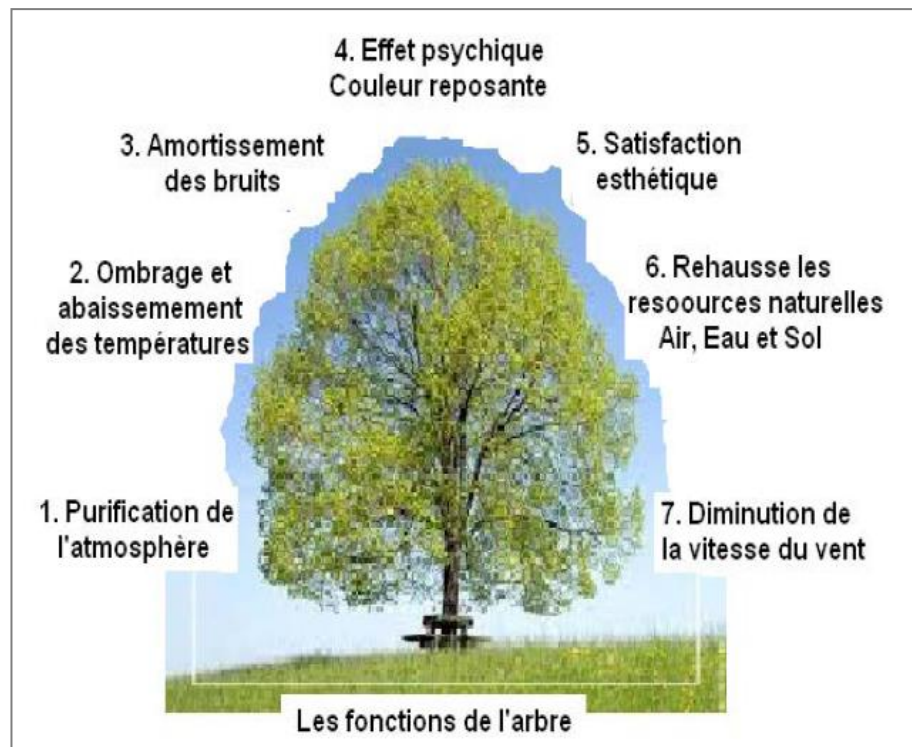 4. Effet psychique
Couleur reposante
3. Amortissement
des bruits
5. Satisfaction
esthétique
2. Ombrage et
abaissemement
des températures
6. Rehausse les
resoources naturelles
Air, Eau et Sol
1. Purification de
l'atmosphère
7. Diminution de
la vitesse du vent
Les fonctions de l'arbre